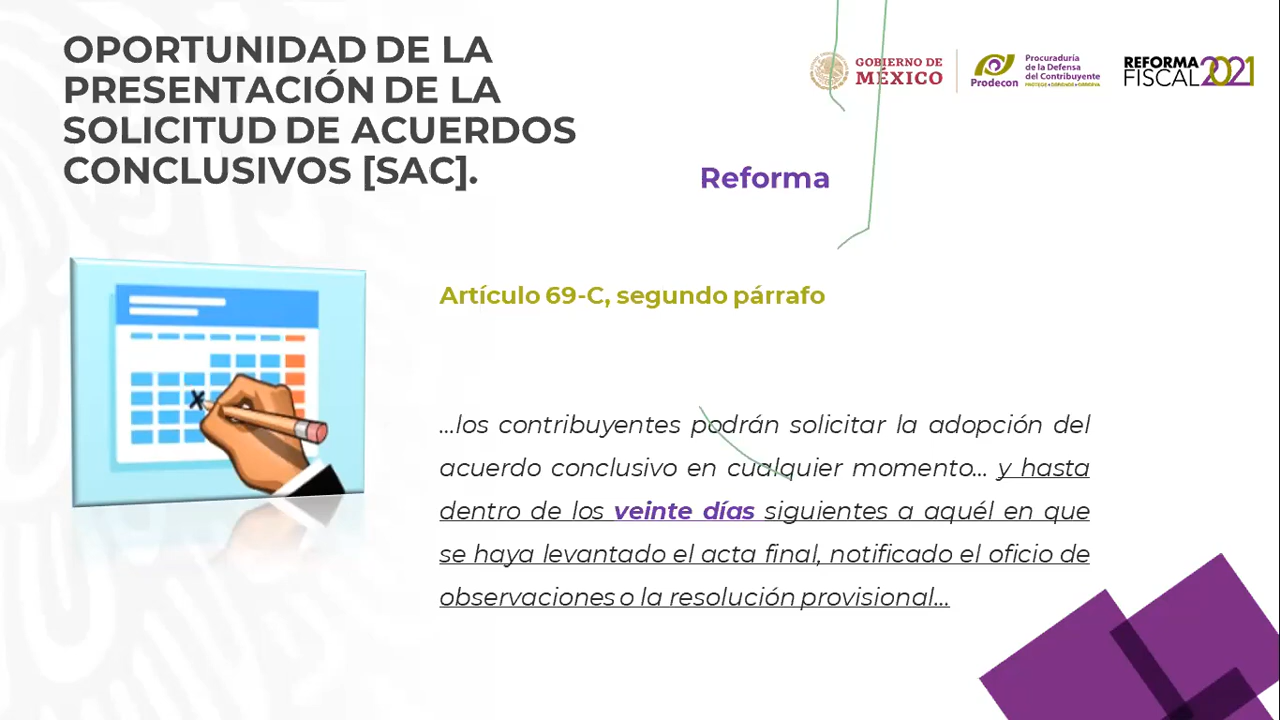 OPORTUNIDAD DE LA
PRESENTACIÓN DE LA
SOLICITUD DE ACUERDOS
CONCLUSIVOS [SAC].
GOBIERNO DE
MÉXICO
Prodecon
Procuraduría
de la Defensa
del Contribuyente
REFORMA
FISCAL 2021
Reforma
Artículo 69-C, segundo párrafo
...los contribuyentes podrán solicitar la adopción del
acuerdo conclusivo en cualquier momento... y hasta
dentro de los veinte días siguientes a aquél en que
se haya levantado el acta final, notificado el oficio de
observaciones o la resolución provisional...